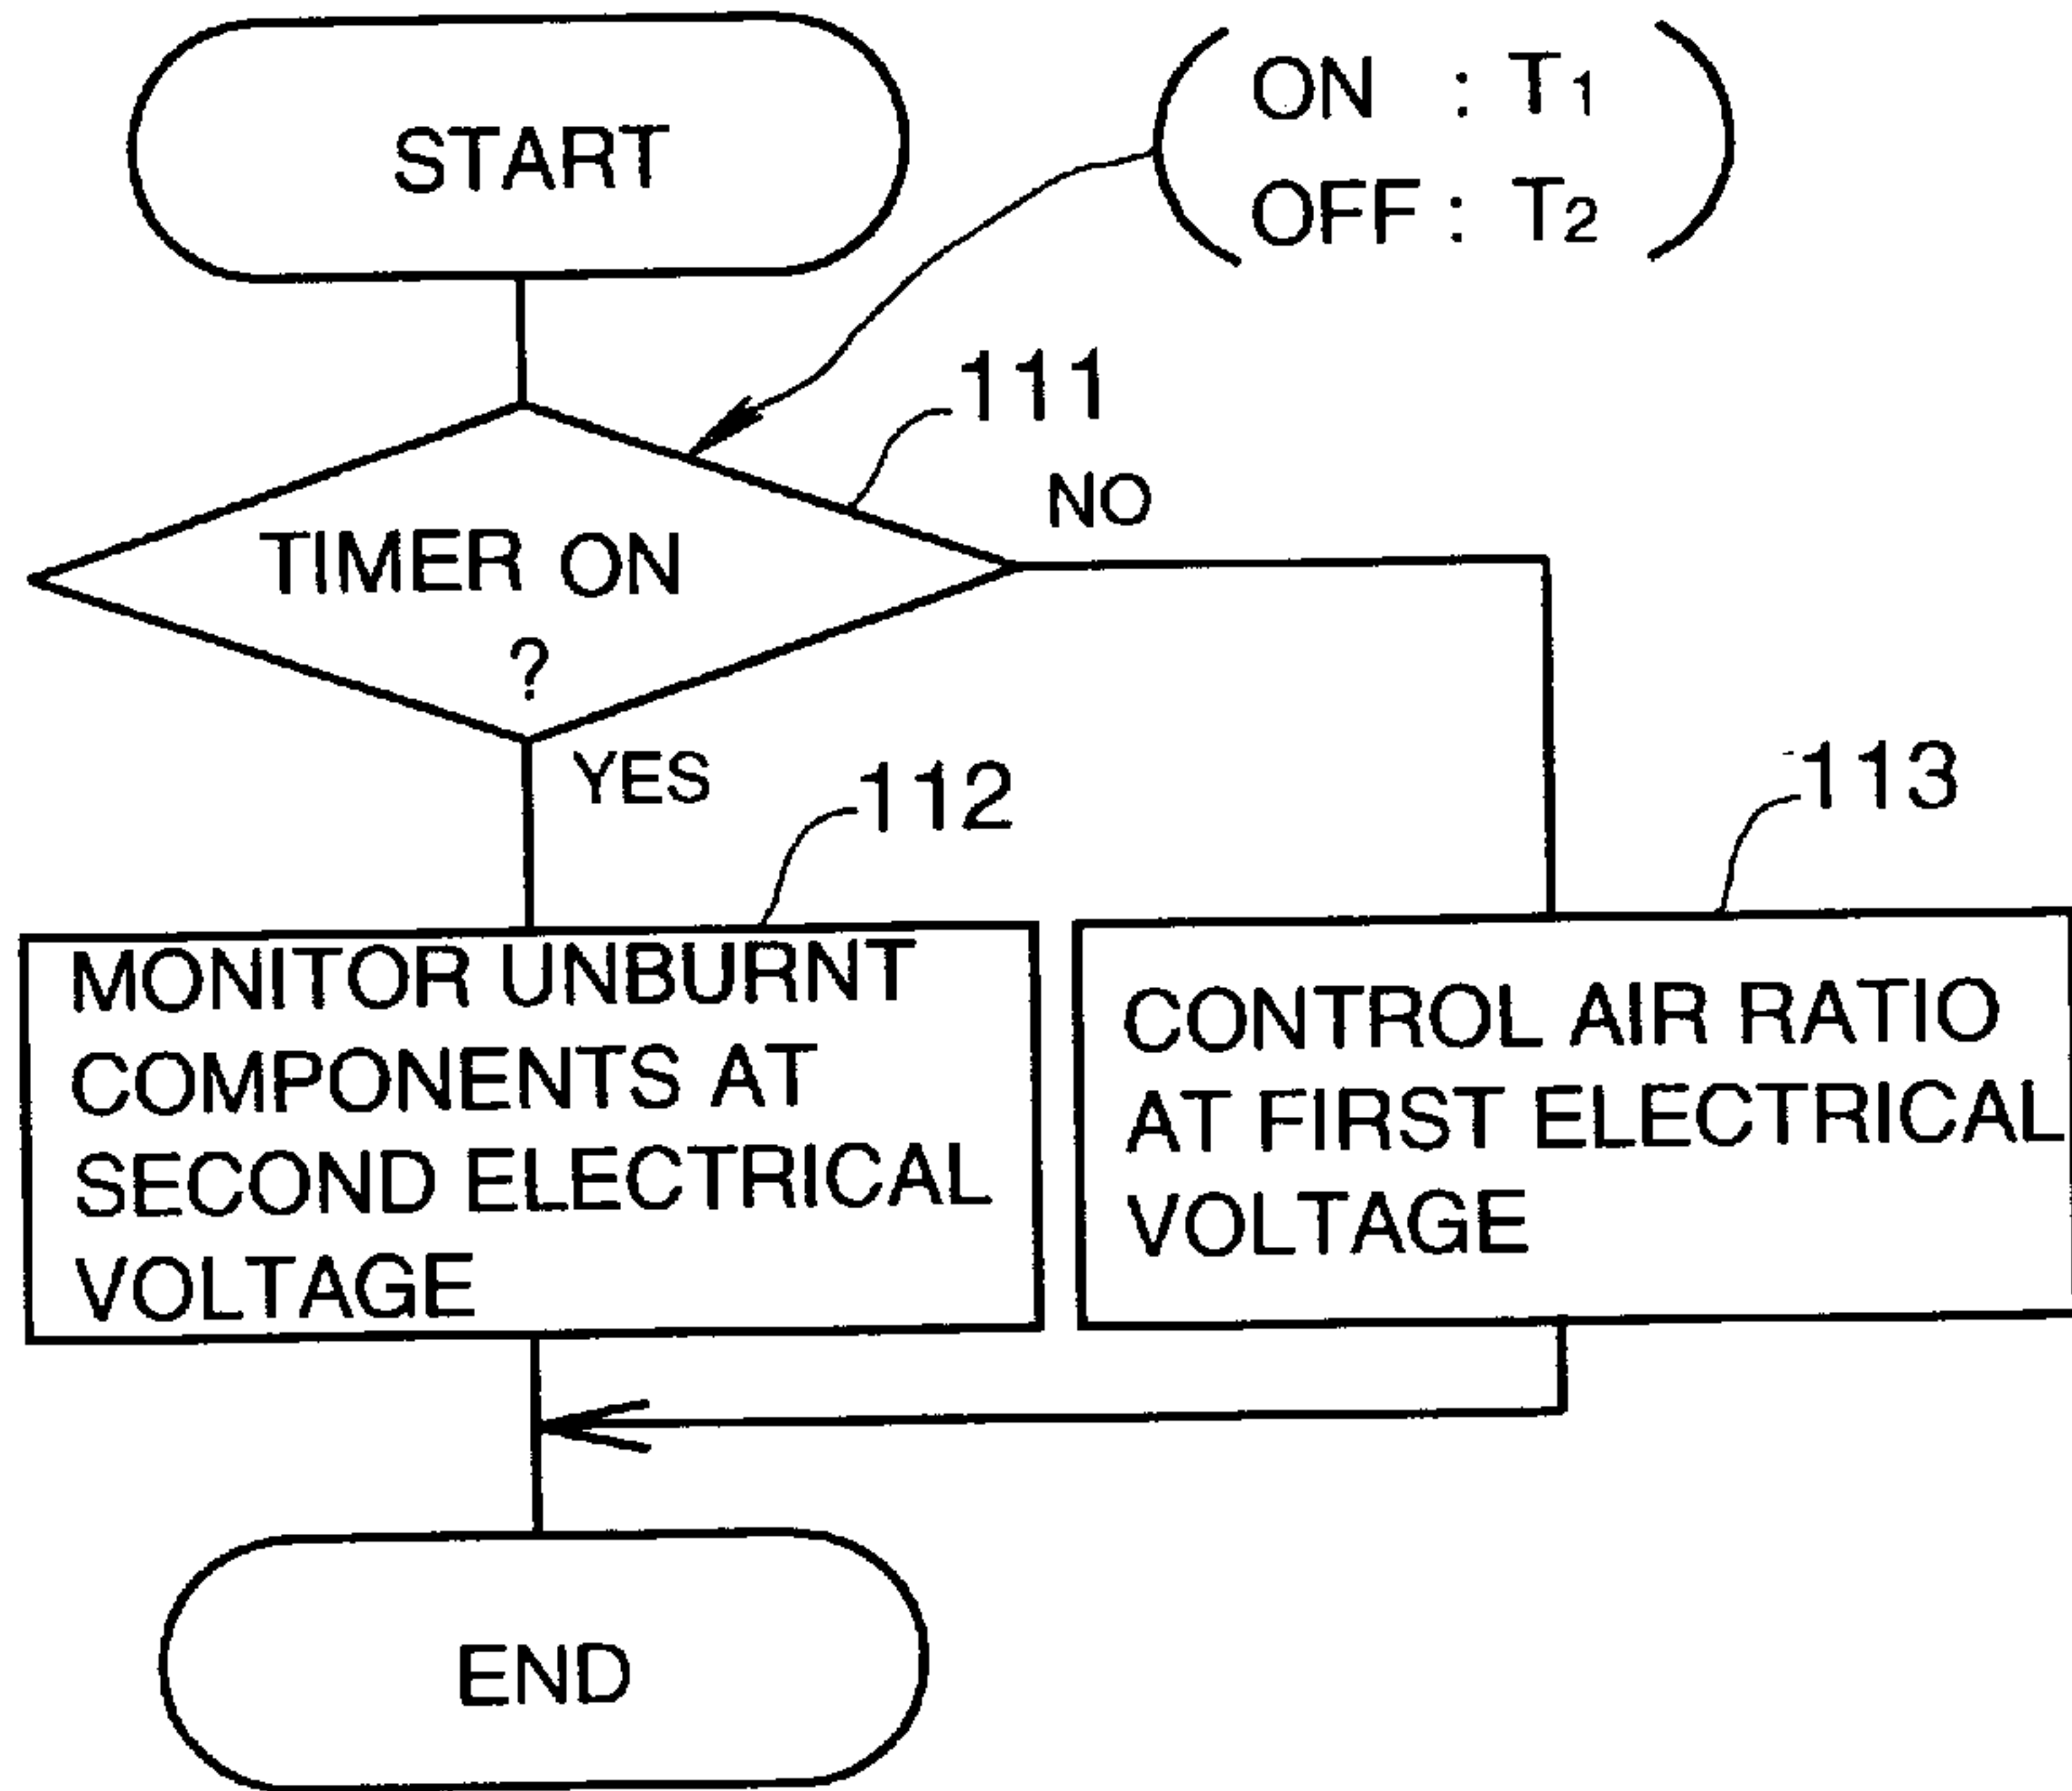 START
ON : T1
OFF : T2
111
NO
TIMER ON
?
YES
112
113
MONITOR UNBURNT
COMPONENTS AT
SECOND ELECTRICAL
VOLTAGE
CONTROL AIR RATIO
AT FIRST ELECTRICAL
VOLTAGE
END